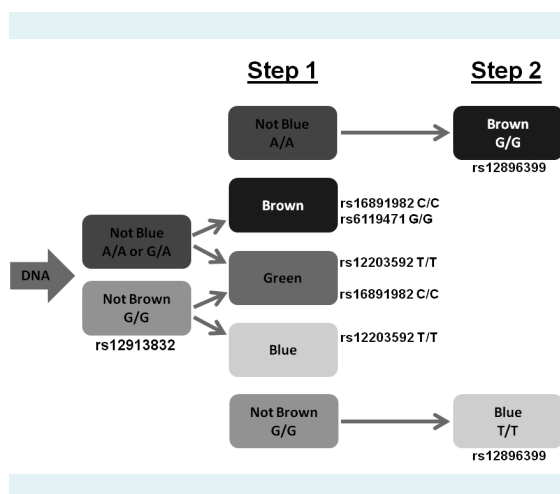 Step 1
Step 2
Not Blue
A/A
Brown
G/G
rs12896399
Brown
rs16891982 C/C
rs6119471 G/G
Not Blue
A/A or G/A
DNA
Green
rs12203592 T/T
rs16891982 C/C
Not Brown
G/G
rs12913832
Blue
rs12203592 T/T
Not Brown
G/G
Blue
T/T
rs12896399